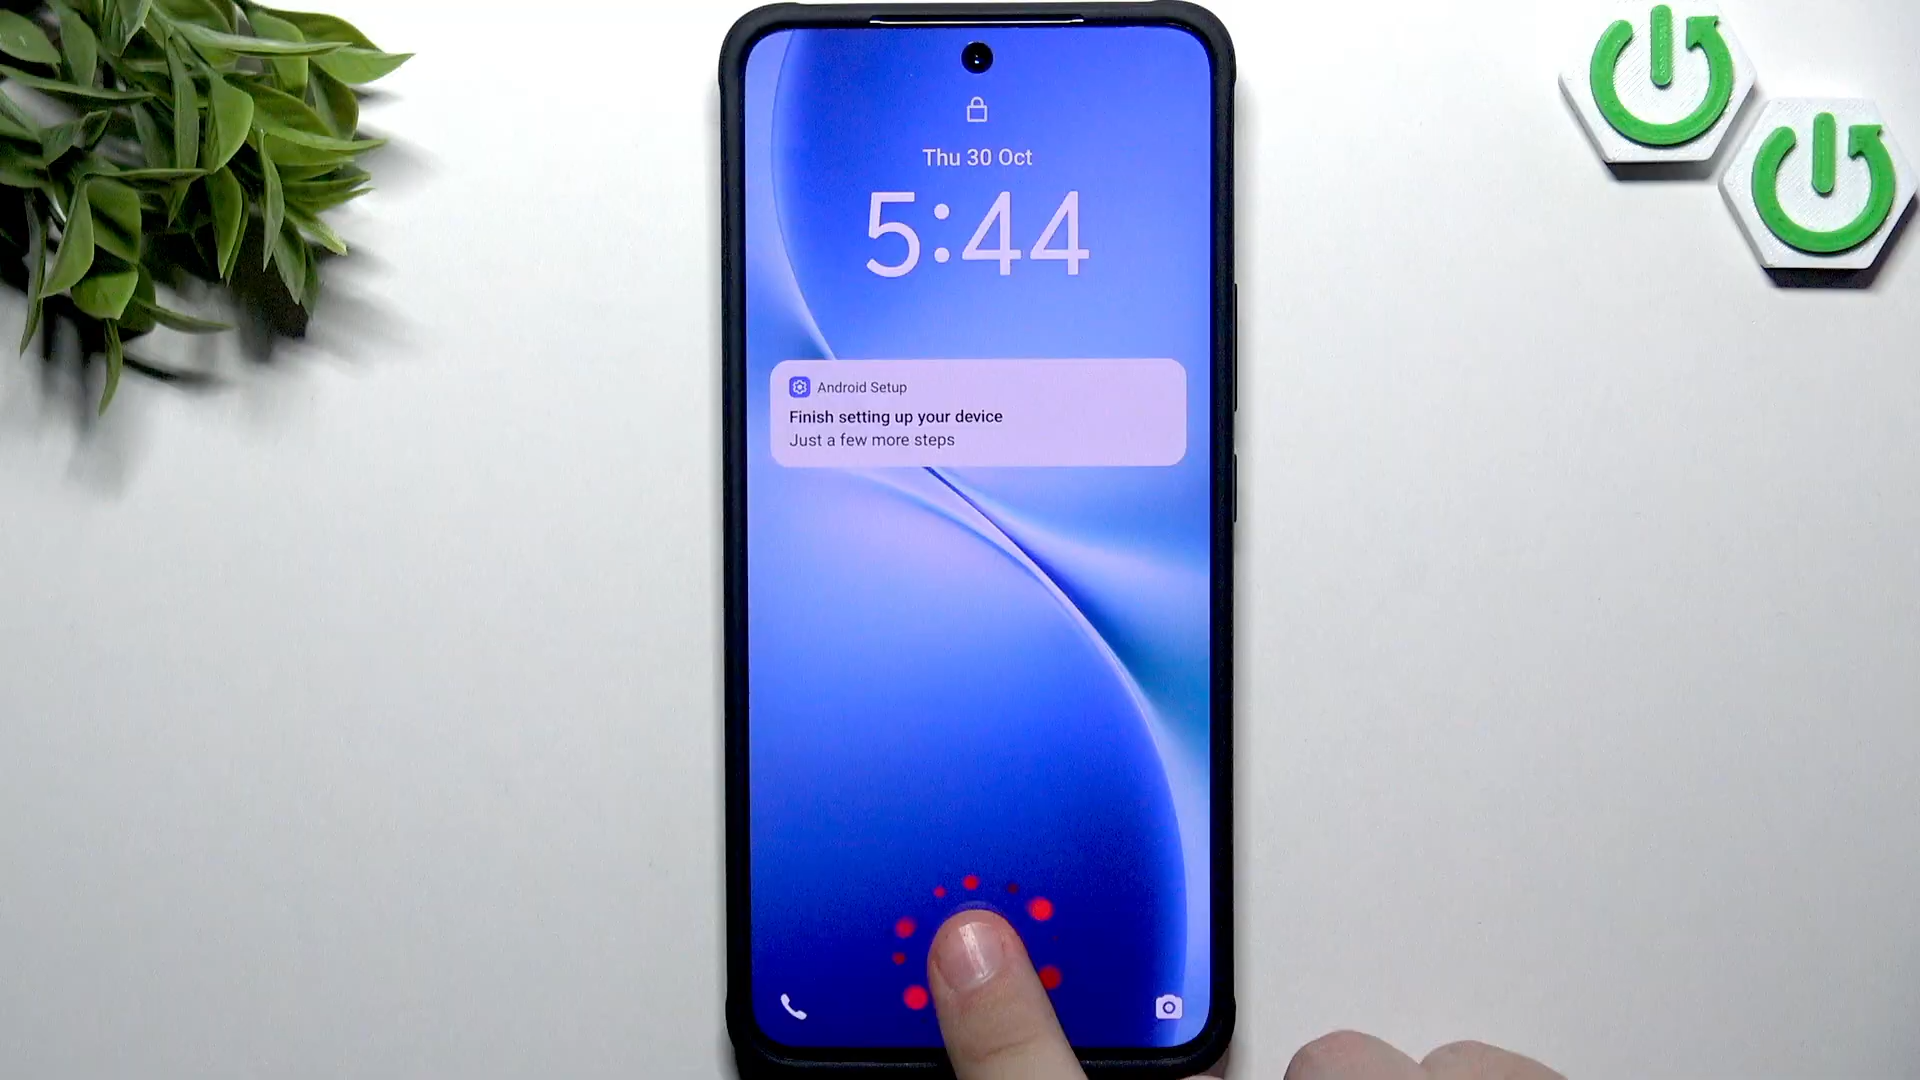 Thu 30 Oct
5:44
Android Setup
Finish setting up your device
Just a few more steps